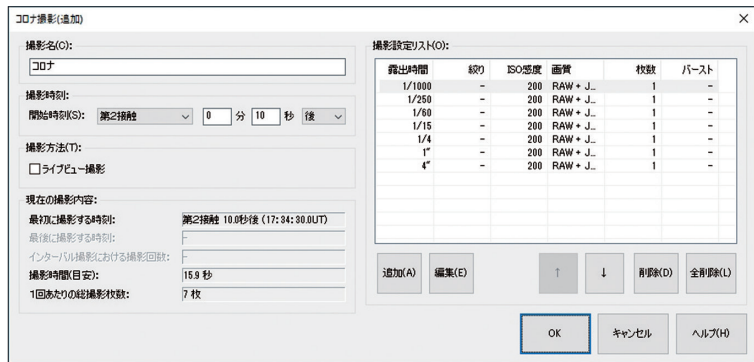 コロナ撮影(追加)
撮影名(C):
コロナ
撮影時刻:
開始時刻(S): 第2接触 0 分 10 秒 後
撮影方法(T):
ライブビュー撮影
現在の撮影内容:
最初に撮影する時刻: 第2接触 10.0秒後 (17:34:30.0UT)
最後に撮影する時刻: -
インターバル撮影における撮影回数: -
撮影時間(目安): 15.9 秒
1回あたりの総撮影枚数: 7 枚
撮影設定リスト(O):
露出時間 絞り ISO感度 画質 枚数 バースト
1/1000 - 200 RAW + J... 1 -
1/250 - 200 RAW + J... 1 -
1/60 - 200 RAW + J... 1 -
1/15 - 200 RAW + J... 1 -
1/4 - 200 RAW + J... 1 -
1" - 200 RAW + J... 1 -
4" - 200 RAW + J... 1 -
追加(A) 編集(E) ↑ ↓ 削除(D) 全削除(L)
OK キャンセル ヘルプ(H)